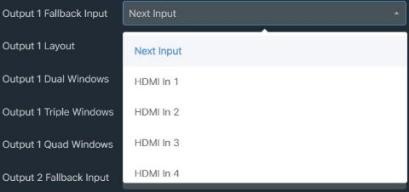 Output 1 Fallback Input
Next Input
Output 1 Layout
Next Input
Output 1 Dual Windows
HDMI In 1
Output 1 Triple Windows
HDMI In 2
Output 1 Quad Windows
HDMI In 3
Output 2 Fallback Input
HDMI In 4